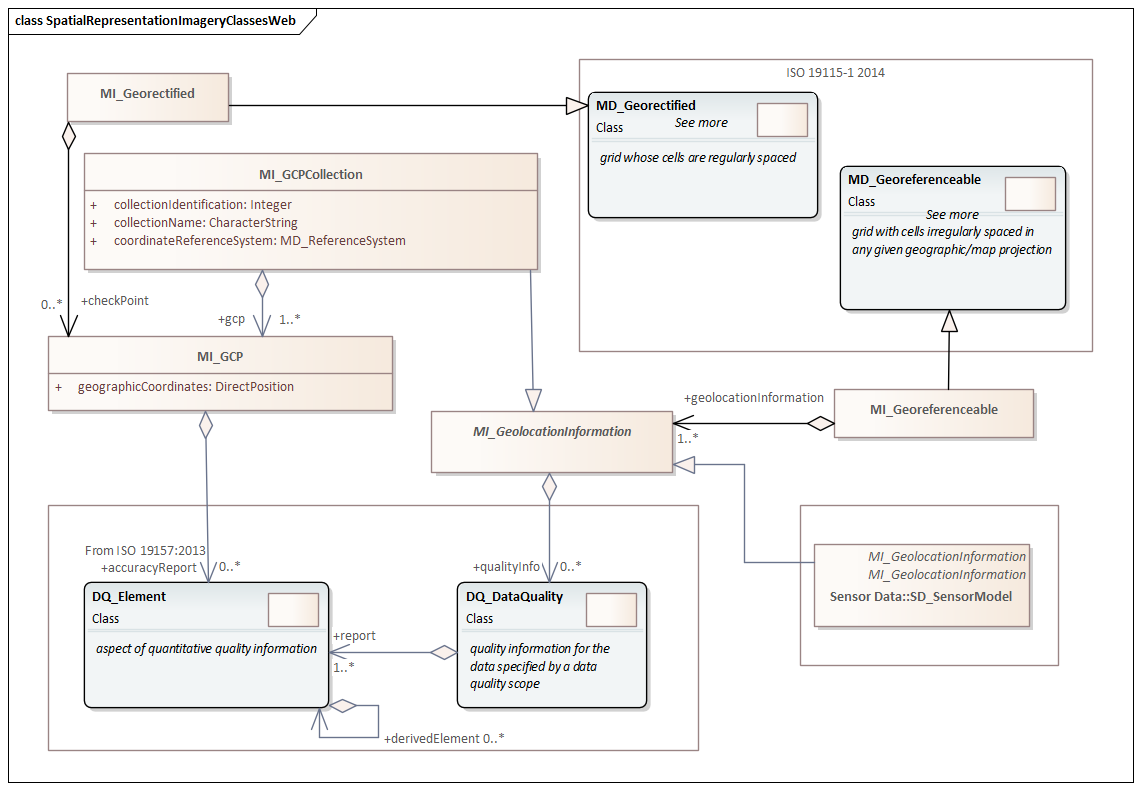 class SpatialRepresentationImageryClassesWeb
ISO 19115-1 2014
MI_Georectified
MD_Georectified
Class
See more
grid whose cells are regularly spaced
MI_GCPCollection
+ collectionIdentification: Integer
+ collectionName: CharacterString
+ coordinateReferenceSystem: MD_ReferenceSystem
MD_Georeferenceable
Class
See more
grid with cells irregularly spaced in
any given geographic/map projection
0..*
+checkPoint
+gcp
1..*
MI_GCP
+ geographicCoordinates: DirectPosition
+geolocationInformation
1..*
MI_Georeferenceable
MI_GeolocationInformation
From ISO 19157:2013
+accuracyReport
0..*
+qualityInfo
0..*
MI_GeolocationInformation
MI_GeolocationInformation
Sensor Data::SD_SensorModel
DQ_Element
Class
aspect of quantitative quality information
+report
1..*
DQ_DataQuality
Class
quality information for the
data specified by a data
quality scope
+derivedElement 0..*